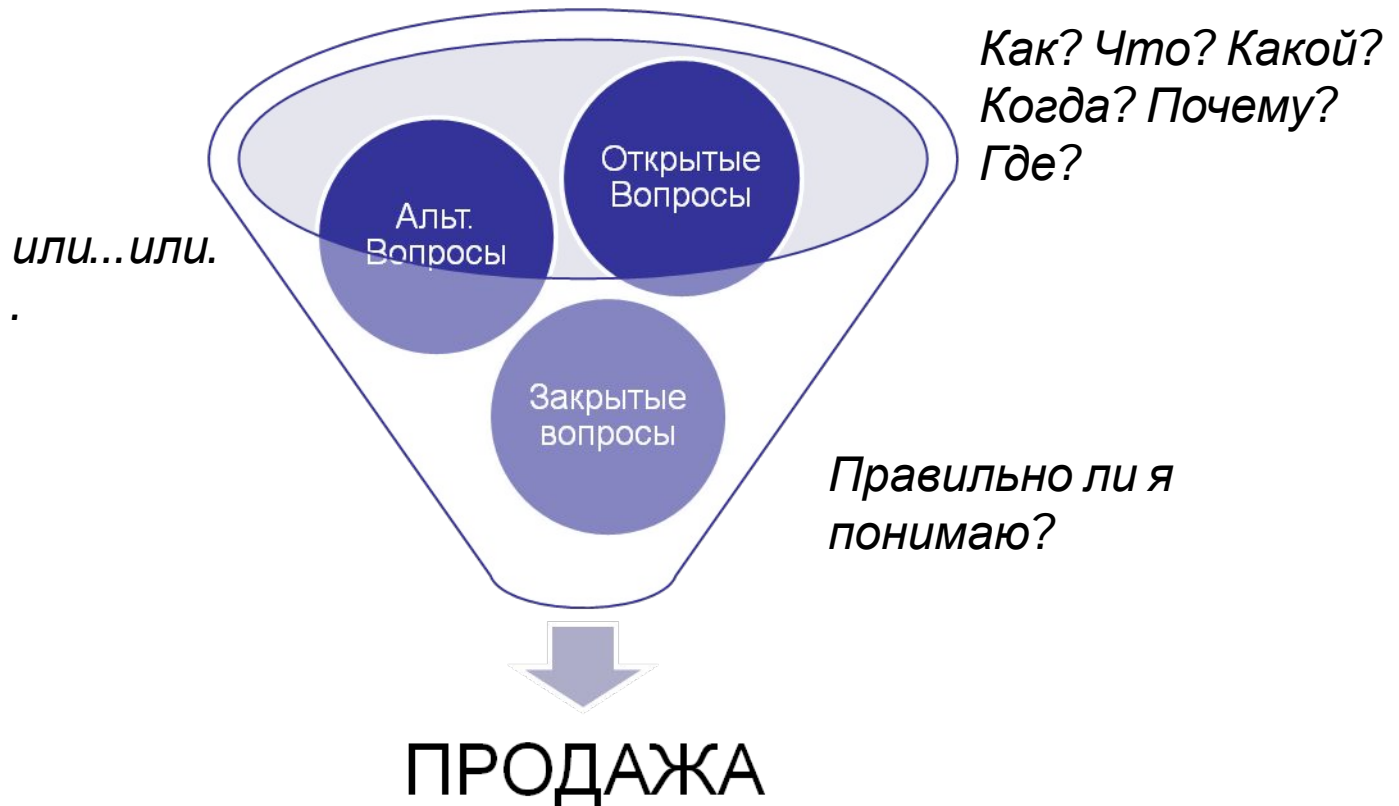 Как? Что? Какой?
Когда? Почему?
Где?
Открытые
Вопросы
Альт.
Вопросы
или...или.
.
Закрытые
вопросы
Правильно ли я
понимаю?
ПРОДАЖА